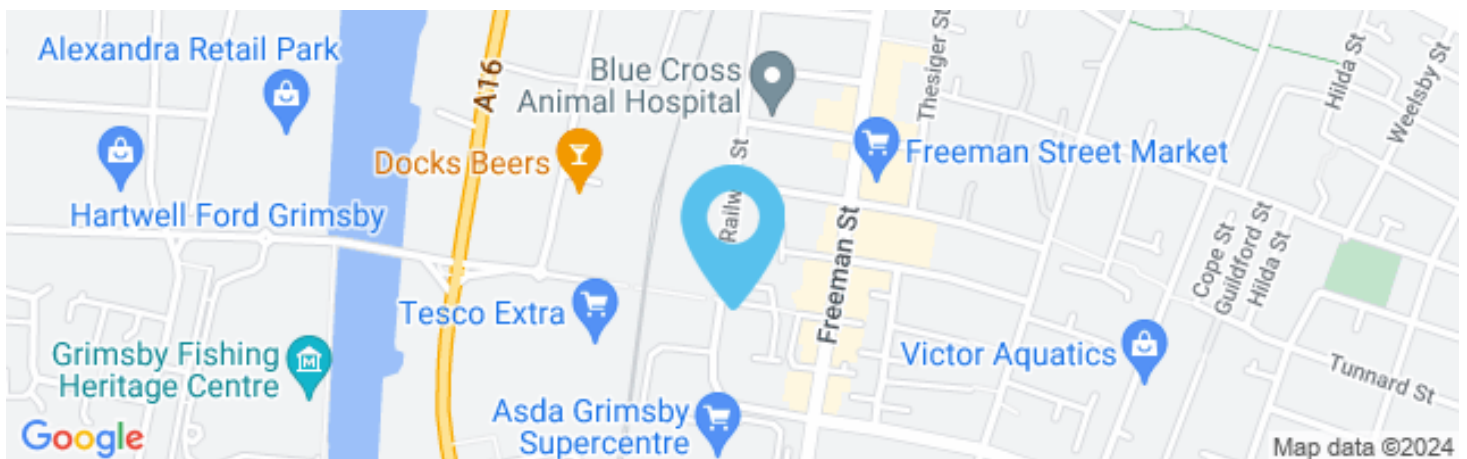 Alexandra Retail Park
A16
Blue Cross
Animal Hospital
Thesiger St
Hilda St
Weelsby St
Docks Beers
St
Freeman Street Market
Hartwell Ford Grimsby
Railw
Freeman St
Cope St
Guildford St
Hilda St
Tesco Extra
Grimsby Fishing
Heritage Centre
Victor Aquatics
Tunnard St
Asda Grimsby
Supercentre
Google
Map data ©2024